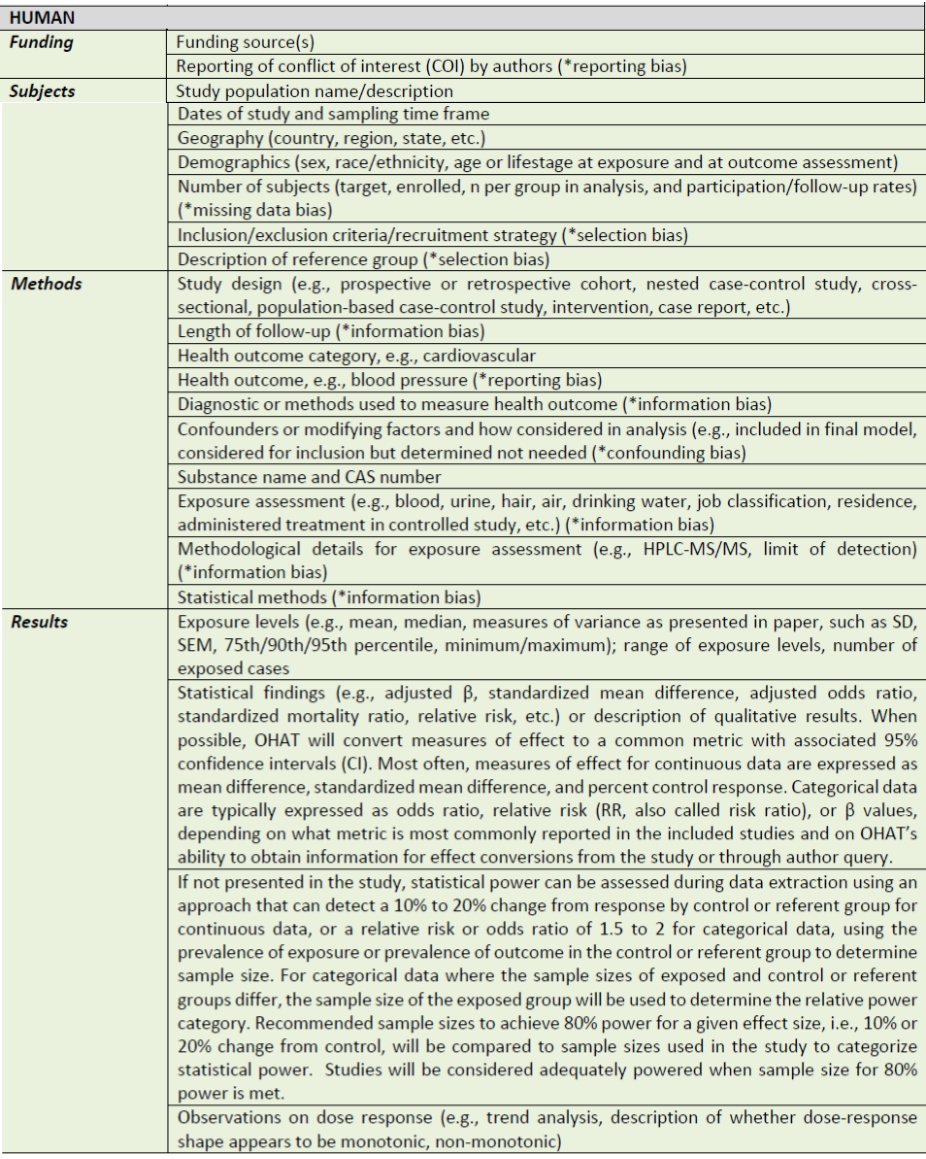 HUMAN
Funding
Funding source(s)
Reporting of conflict of interest (COI) by authors (*reporting bias)
Subjects
Study population name/description
Dates of study and sampling time frame
Geography (country, region, state, etc.)
Demographics (sex, race/ethnicity, age or lifestage at exposure and at outcome assessment)
Number of subjects (target, enrolled, n per group in analysis, and participation/follow-up rates)
(*missing data bias)
Inclusion/exclusion criteria/recruitment strategy (*selection bias)
Description of reference group (*selection bias)
Methods
Study design (e.g., prospective or retrospective cohort, nested case-control study, cross-
sectional, population-based case-control study, intervention, case report, etc.)
Length of follow-up (*information bias)
Health outcome category, e.g., cardiovascular
Health outcome, e.g., blood pressure (*reporting bias)
Diagnostic or methods used to measure health outcome (*information bias)
Confounders or modifying factors and how considered in analysis (e.g., included in final model,
considered for inclusion but determined not needed (*confounding bias)
Substance name and CAS number
Exposure assessment (e.g., blood, urine, hair, air, drinking water, job classification, residence,
administered treatment in controlled study, etc.) (*information bias)
Methodological details for exposure assessment (e.g., HPLC-MS/MS, limit of detection)
(*information bias)
Statistical methods (*information bias)
Results
Exposure levels (e.g., mean, median, measures of variance as presented in paper, such as SD,
SEM, 75th/90th/95th percentile, minimum/maximum); range of exposure levels, number of
exposed cases
Statistical findings (e.g., adjusted β, standardized mean difference, adjusted odds ratio,
standardized mortality ratio, relative risk, etc.) or description of qualitative results. When
possible, OHAT will convert measures of effect to a common metric with associated 95%
confidence intervals (CI). Most often, measures of effect for continuous data are expressed as
mean difference, standardized mean difference, and percent control response. Categorical data
are typically expressed as odds ratio, relative risk (RR, also called risk ratio), or β values,
depending on what metric is most commonly reported in the included studies and on OHAT's
ability to obtain information for effect conversions from the study or through author query.
If not presented in the study, statistical power can be assessed during data extraction using an
approach that can detect a 10% to 20% change from response by control or referent group for
continuous data, or a relative risk or odds ratio of 1.5 to 2 for categorical data, using the
prevalence of exposure or prevalence of outcome in the control or referent group to determine
sample size. For categorical data where the sample sizes of exposed and control or referent
groups differ, the sample size of the exposed group will be used to determine the relative power
category. Recommended sample sizes to achieve 80% power for a given effect size, i.e., 10% or
20% change from control, will be compared to sample sizes used in the study to categorize
statistical power. Studies will be considered adequately powered when sample size for 80%
power is met.
Observations on dose response (e.g., trend analysis, description of whether dose-response
shape appears to be monotonic, non-monotonic)